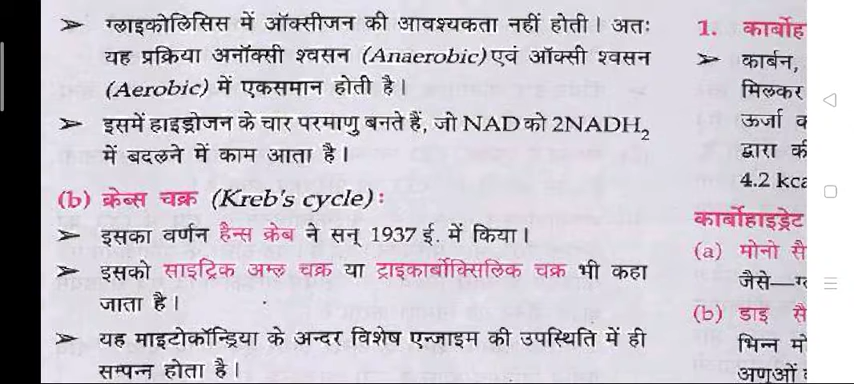 ➢ ग्लाइकोलिसिस में ऑक्सीजन की आवश्यकता नहीं होती। अतः
यह प्रक्रिया अनॉक्सी श्वसन (Anaerobic) एवं ऑक्सी श्वसन
(Aerobic) में एकसमान होती है।
➢ इसमें हाइड्रोजन के चार परमाणु बनते हैं, जो NAD को 2NADH₂
में बदलने में काम आता है।
(b) क्रेब्स चक्र (Kreb's cycle) :
➢ इसका वर्णन हैन्स क्रेब ने सन् 1937 ई. में किया।
➢ इसको साइट्रिक अम्ल चक्र या ट्राइकार्बोक्सिलिक चक्र भी कहा
जाता है।
➢ यह माइटोकॉन्ड्रिया के अन्दर विशेष एन्जाइम की उपस्थिति में ही
सम्पन्न होता है।
1.
➢ कार्बन,
मिलकर
ऊर्जा
द्वारा
4.2
कार्बोहाइड्रेट
(a) मोनो
जैसे—
(b) डाइ
भिन्न
अणुओं